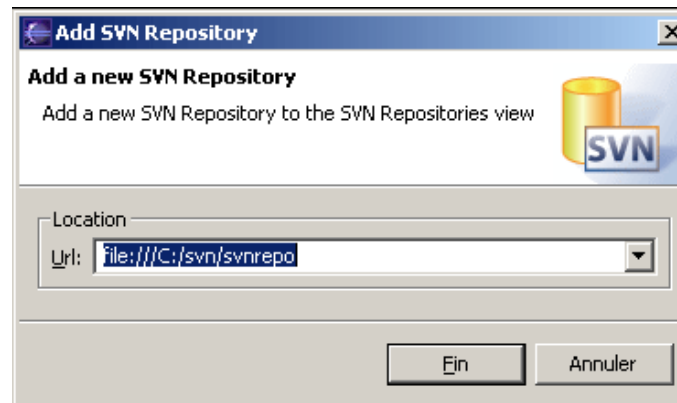 Add SVN Repository
Add a new SVN Repository
Add a new SVN Repository to the SVN Repositories view
SVN
Location
Url: file:///C:/svn/svnrepo
Fin Annuler